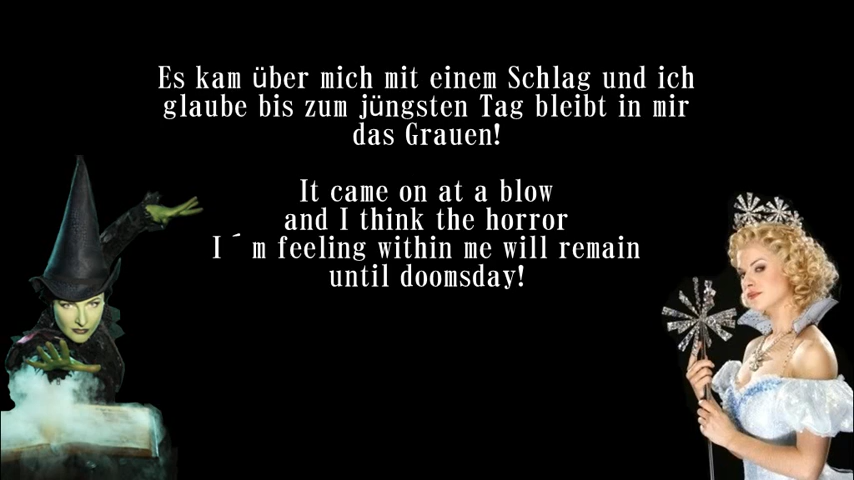 Es kam über mich mit einem Schlag und ich
glaube bis zum jüngsten Tag bleibt in mir
das Grauen!
It came on at a blow
and I think the horror
I´m feeling within me will remain
until doomsday!